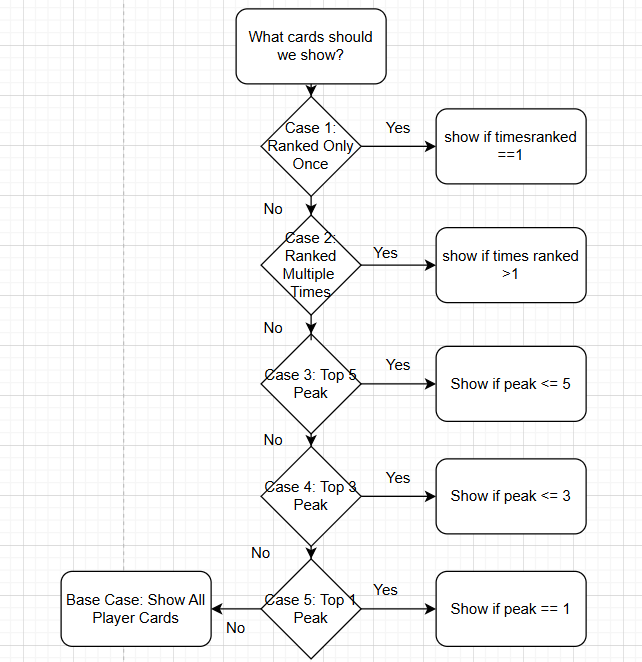 What cards should
we show?
Case 1:
Ranked Only
Once
Yes
show if timesranked
==1
No
Case 2:
Ranked
Multiple
Times
Yes
show if times ranked
>1
No
Case 3: Top 5
Peak
Yes
Show if peak <= 5
No
Case 4: Top 3
Peak
Yes
Show if peak <= 3
No
Case 5: Top 1
Peak
Yes
Show if peak == 1
No
Base Case: Show All
Player Cards